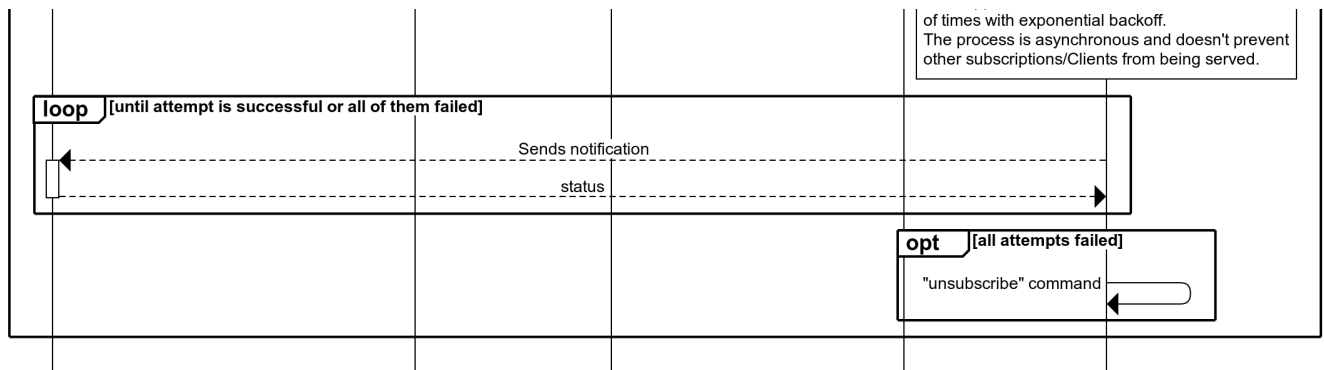 of times with exponential backoff.
The process is asynchronous and doesn't prevent
other subscriptions/Clients from being served.
loop [until attempt is successful or all of them failed]
Sends notification
status
opt [all attempts failed]
"unsubscribe" command